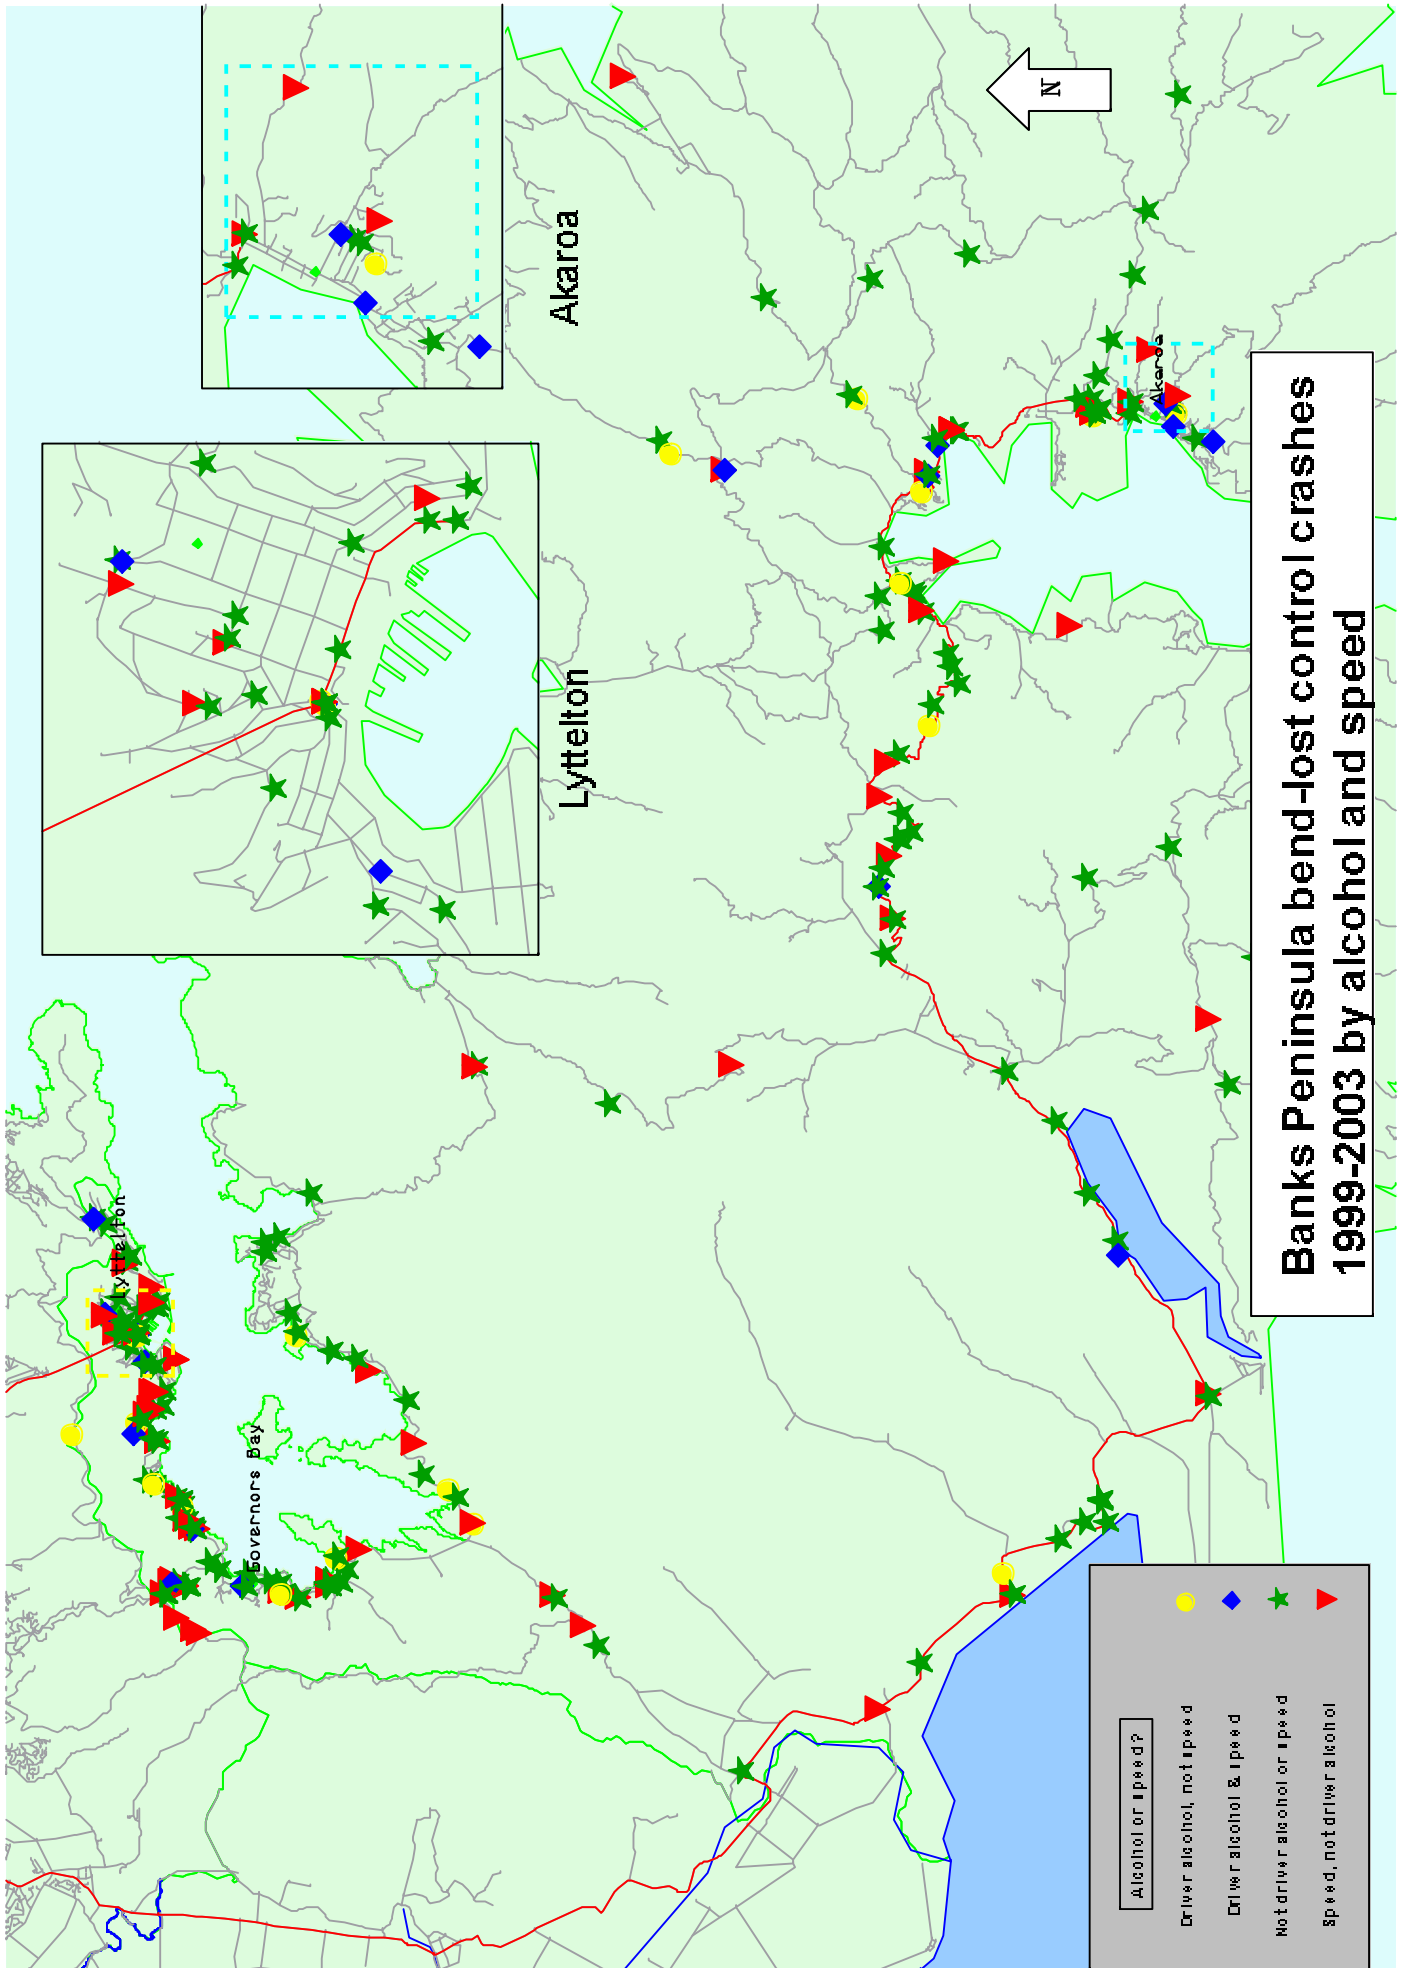 Banks Peninsula bend-lost control crashes
1999-2003 by alcohol and speed
Lyttelton
Akaroa
N
Lyttelton
Governors Bay
Akaroa
Alcohol or speed?
Driver alcohol, not speed
Driver alcohol & speed
Not driver alcohol or speed
Speed, not driver alcohol